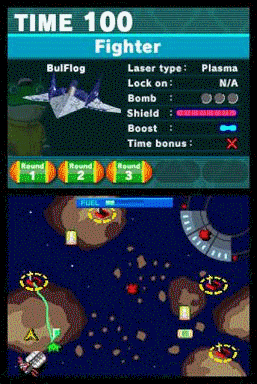 TIME 100
Fighter
BulFlog
Laser type: Plasma
Lock on : N/A
Bomb :
Shield :
Boost :
Time bonus:
Round 1
Round 2
Round 3
FUEL